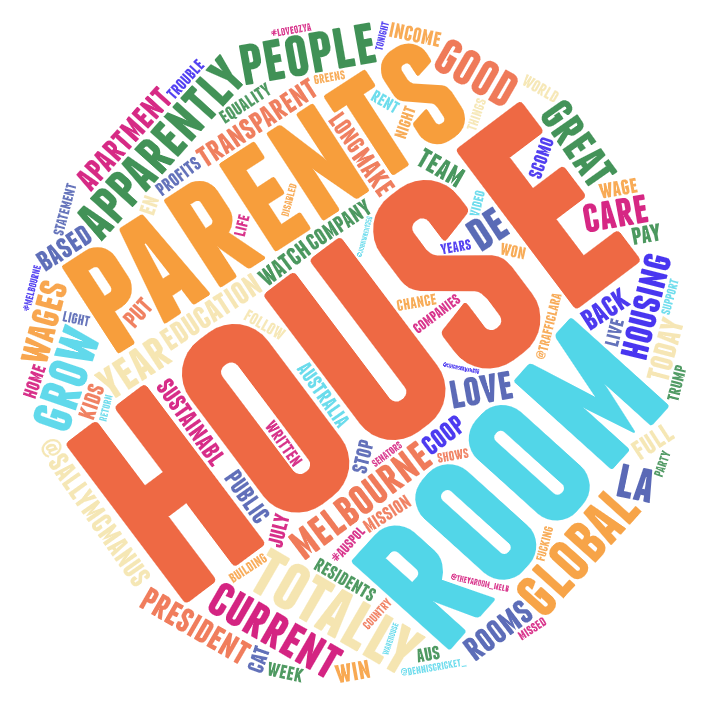 #LOVEOZYA
TONIGHT
INCOME
PEOPLE
GOOD
GREENS
TROUBLE
APARTMENT
APPARENTLY
EQUALITY
TRANSPARENT
PARENTS
RENT
NIGHT
THINGS
WORLD
GREAT
SCOMO
LONG
MAKE
TEAM
PROFITS
EN
DISABLED
LIFE
STATEMENT
BASED
#MELBOURNE
WAGES
LIGHT
PUT
WATCH
COMPANY
VIDEO
YEARS
DE
WON
WAGE
CARE
PAY
HOUSE
HOUSING
SUPPORT
BACK
LIVE
TODAY
TRUMP
EDUCATION
YEAR
FOLLOW
GROW
HOME
KIDS
RETURN
CHANCE
COMPANIES
@TRAFFICLARA
AUSTRALIA
SUSTAINABL
WRITTEN
LOVE
ROOM
STOP
SENATORS
COOP
SHOWS
FULL
PARTY
LA
@SALLYMCMANUS
PUBLIC
JULY
MELBOURNE
#AUSPOL
MISSION
BUILDING
TOTALLY
RESIDENTS
COUNTRY
FUCKING
GLOBAL
@THEYAROOM_MELB
PRESIDENT
CURRENT
CAT
WEEK
WIN
AUS
@DENNISCRICKET_
ROOMS
MISSED